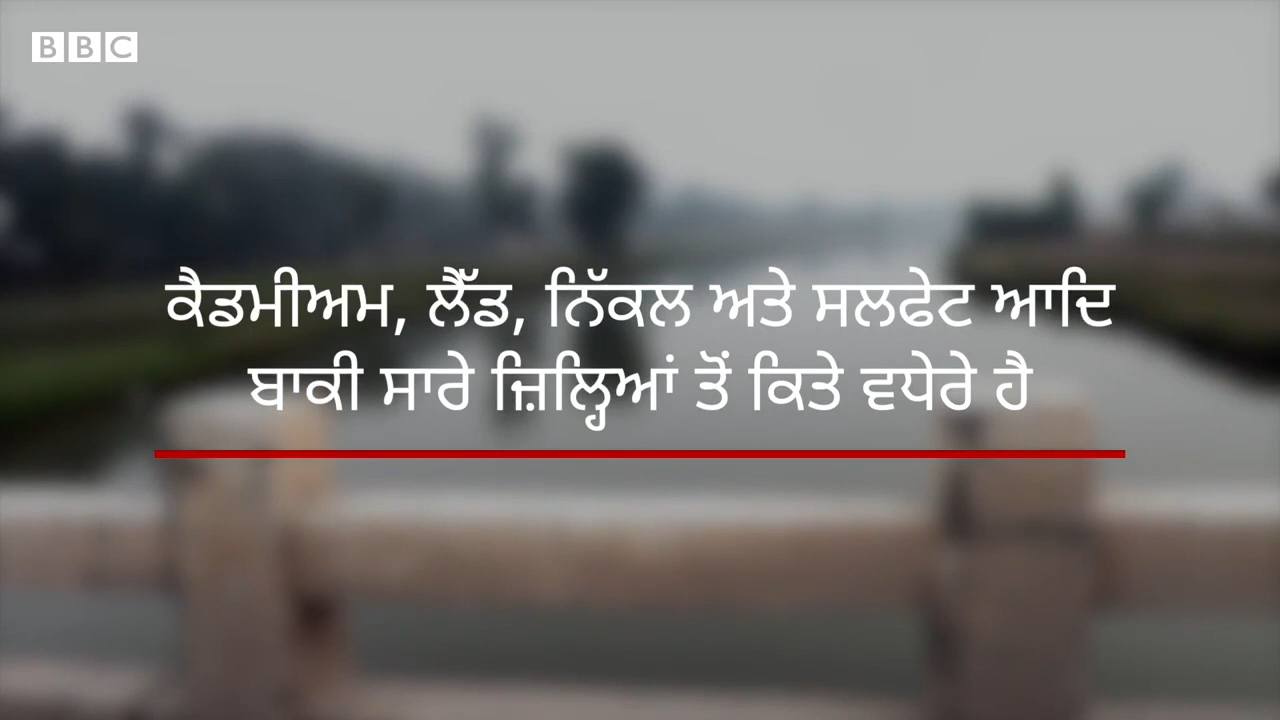 BBC
ਕੈਡਮੀਅਮ, ਲੈੱਡ, ਨਿੱਕਲ ਅਤੇ ਸਲਫੇਟ ਆਦਿ
ਬਾਕੀ ਸਾਰੇ ਜ਼ਿਲ੍ਹਿਆਂ ਤੋਂ ਕਿਤੇ ਵਧੇਰੇ ਹੈ